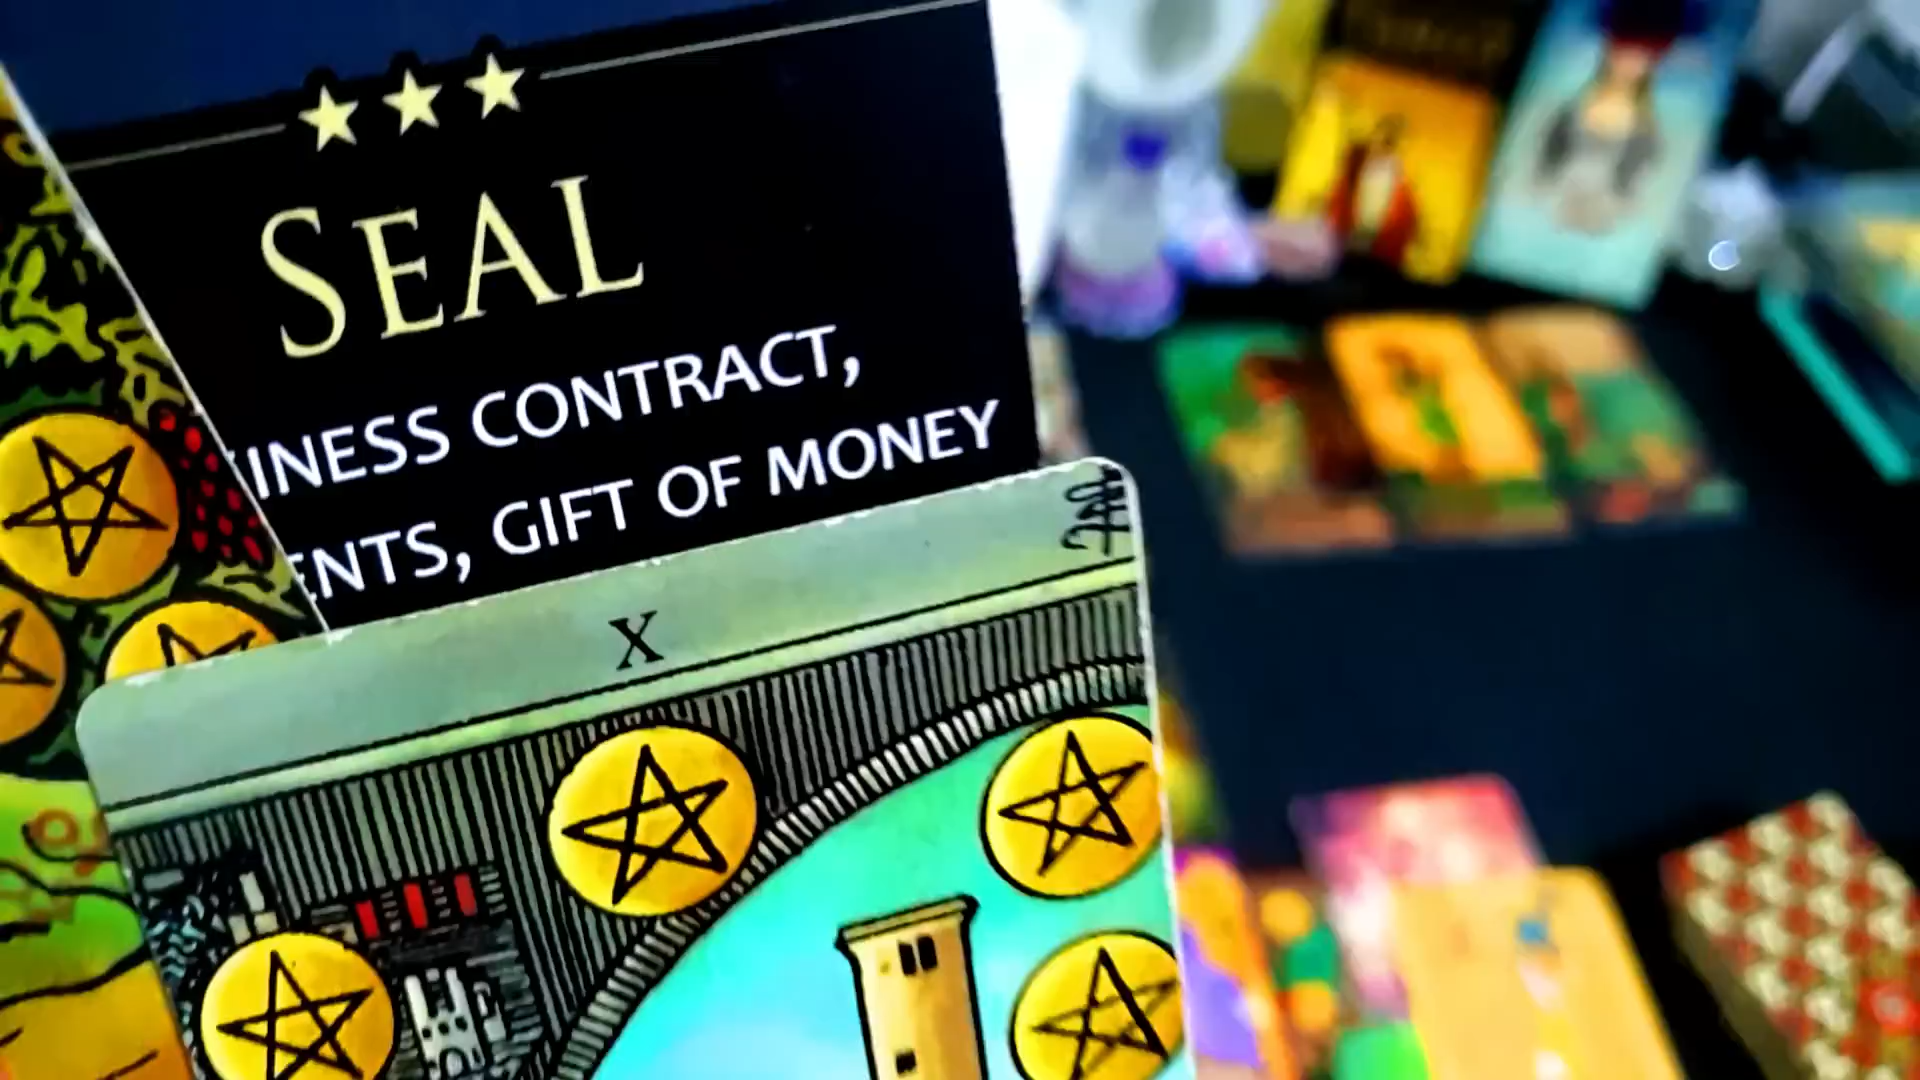 SEAL
INESS CONTRACT,
ENTS, GIFT OF MONEY
X